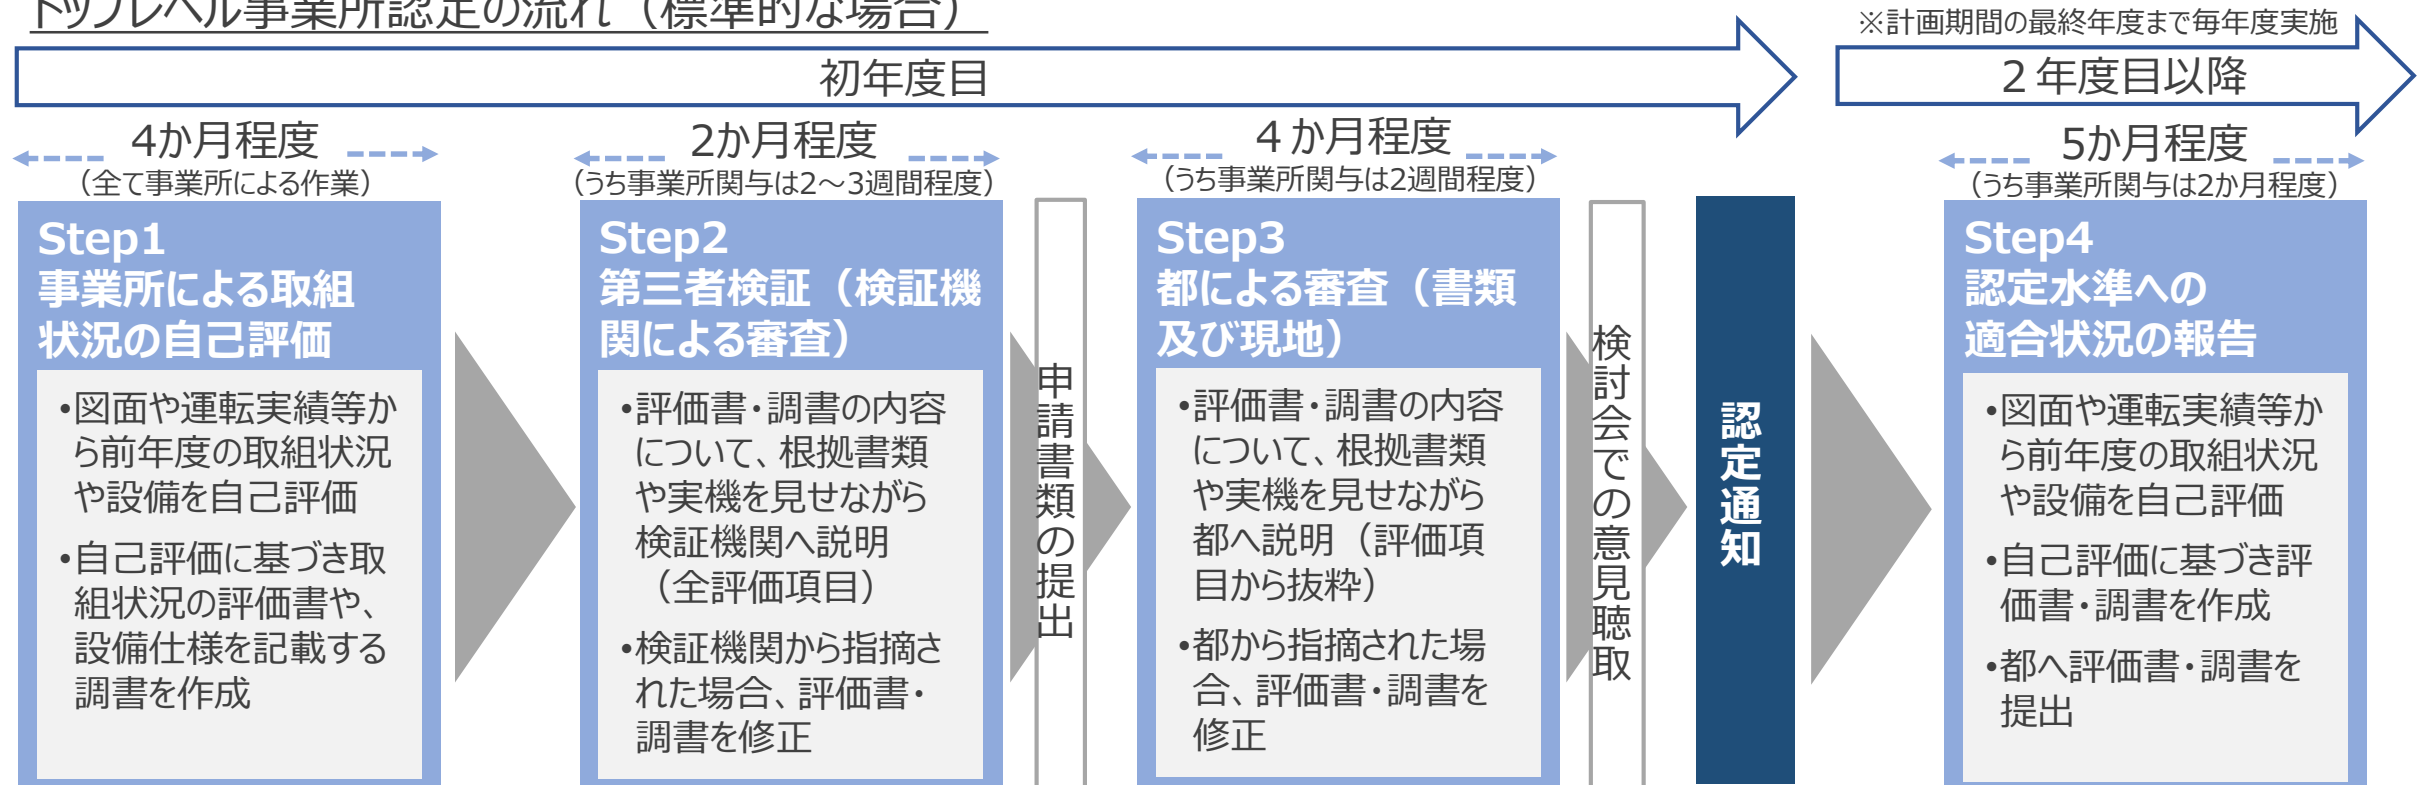 トップレベル事業所認定の流れ（標準的な場合）
※計画期間の最終年度まで毎年度実施
初年度目
２年度目以降
4か月程度
（全て事業所による作業）
Step1
事業所による取組
状況の自己評価
•図面や運転実績等か
ら前年度の取組状況
や設備を自己評価
•自己評価に基づき取
組状況の評価書や、
設備仕様を記載する
調書を作成
2か月程度
（うち事業所関与は2～3週間程度）
Step2
第三者検証（検証機
関による審査）
•評価書・調書の内容
について、根拠書類
や実機を見せながら
検証機関へ説明
（全評価項目）
•検証機関から指摘さ
れた場合、評価書・
調書を修正
申請書類の提出
４か月程度
（うち事業所関与は2週間程度）
Step3
都による審査（書類
及び現地）
•評価書・調書の内容
について、根拠書類
や実機を見せながら
都へ説明（評価項
目から抜粋）
•都から指摘された場
合、評価書・調書を
修正
検討会での意見聴取
認定通知
5か月程度
（うち事業所関与は2か月程度）
Step4
認定水準への
適合状況の報告
•図面や運転実績等か
ら前年度の取組状況
や設備を自己評価
•自己評価に基づき評
価書・調書を作成
•都へ評価書・調書を
提出